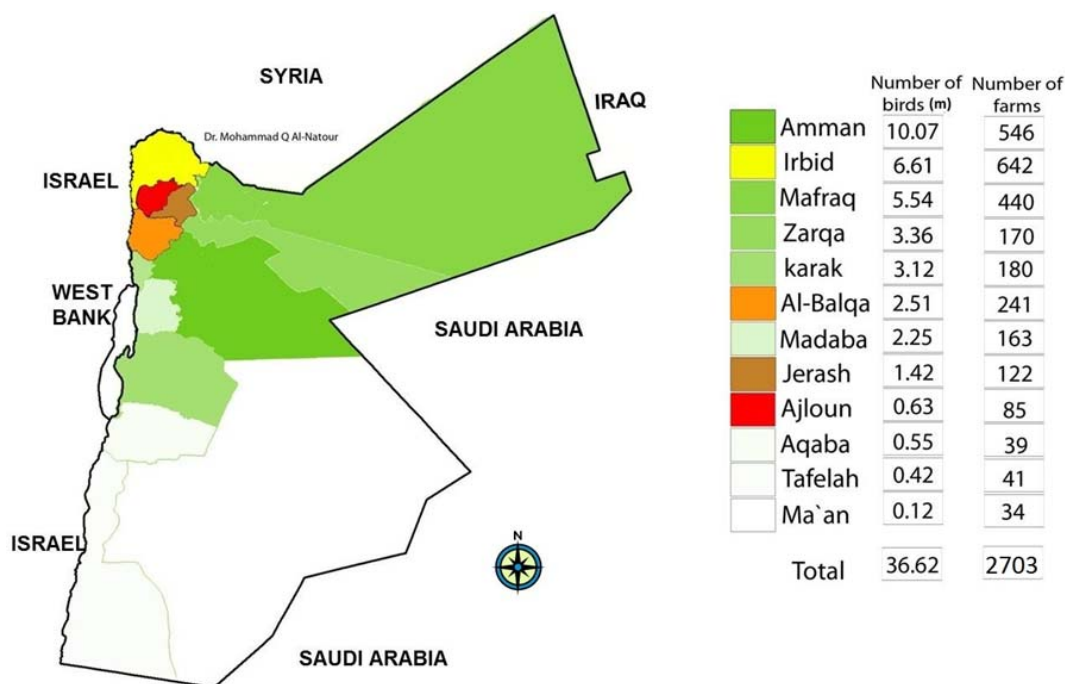 SYRIA
IRAQ
Dr. Mohammad Q Al-Natour
ISRAEL
WEST
BANK
SAUDI ARABIA
ISRAEL
N
SAUDI ARABIA
Number of birds (m) Number of farms
Amman 10.07 546
Irbid 6.61 642
Mafraq 5.54 440
Zarqa 3.36 170
karak 3.12 180
Al-Balqa 2.51 241
Madaba 2.25 163
Jerash 1.42 122
Ajloun 0.63 85
Aqaba 0.55 39
Tafelah 0.42 41
Ma`an 0.12 34
Total 36.62 2703